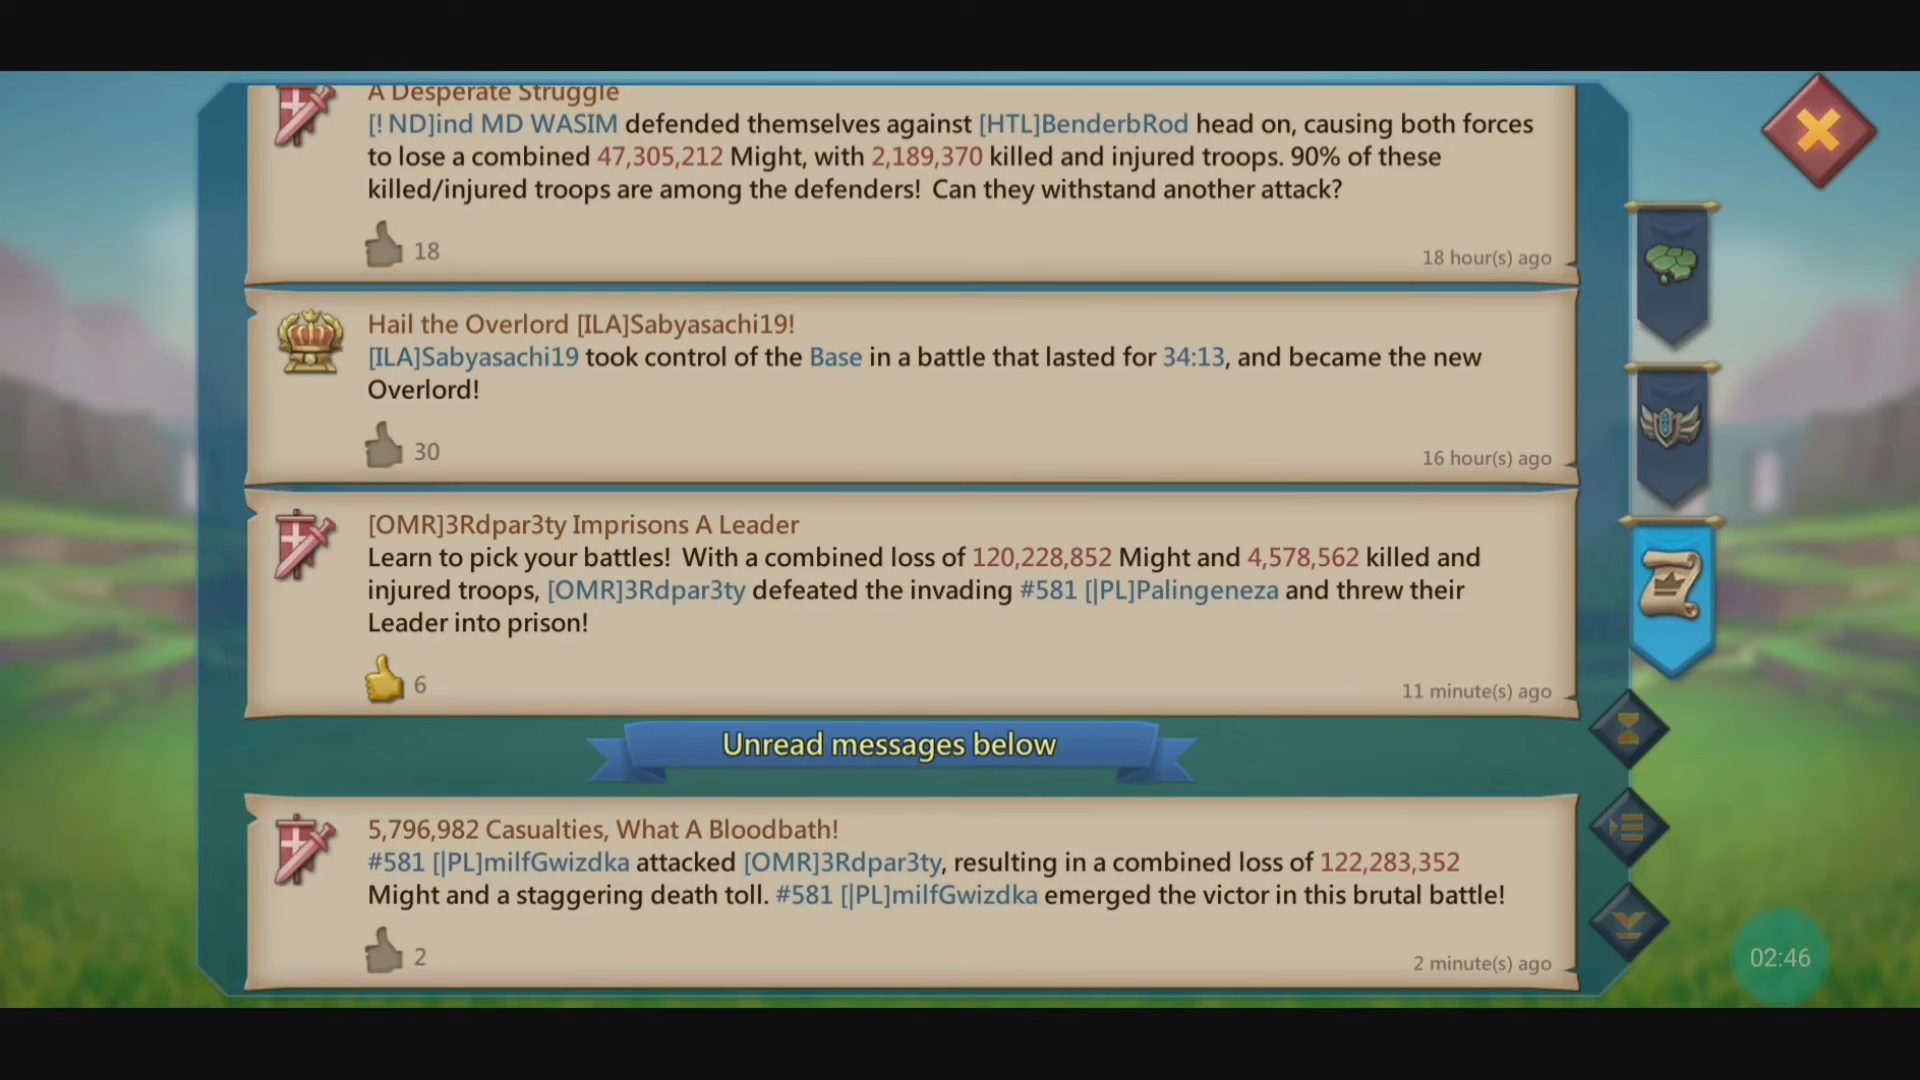 A Desperate Struggle
[! ND]ind MD WASIM defended themselves against [HTL]BenderbRod head on, causing both forces
to lose a combined 47,305,212 Might, with 2,189,370 killed and injured troops. 90% of these
killed/injured troops are among the defenders! Can they withstand another attack?
18
18 hour(s) ago
Hail the Overlord [ILA]Sabyasachi19!
[ILA]Sabyasachi19 took control of the Base in a battle that lasted for 34:13, and became the new
Overlord!
30
16 hour(s) ago
[OMR]3Rdpar3ty Imprisons A Leader
Learn to pick your battles! With a combined loss of 120,228,852 Might and 4,578,562 killed and
injured troops, [OMR]3Rdpar3ty defeated the invading #581 [|PL]Palingeneza and threw their
Leader into prison!
6
11 minute(s) ago
Unread messages below
5,796,982 Casualties, What A Bloodbath!
#581 [|PL]milfGwizdka attacked [OMR]3Rdpar3ty, resulting in a combined loss of 122,283,352
Might and a staggering death toll. #581 [|PL]milfGwizdka emerged the victor in this brutal battle!
2
2 minute(s) ago
02:46